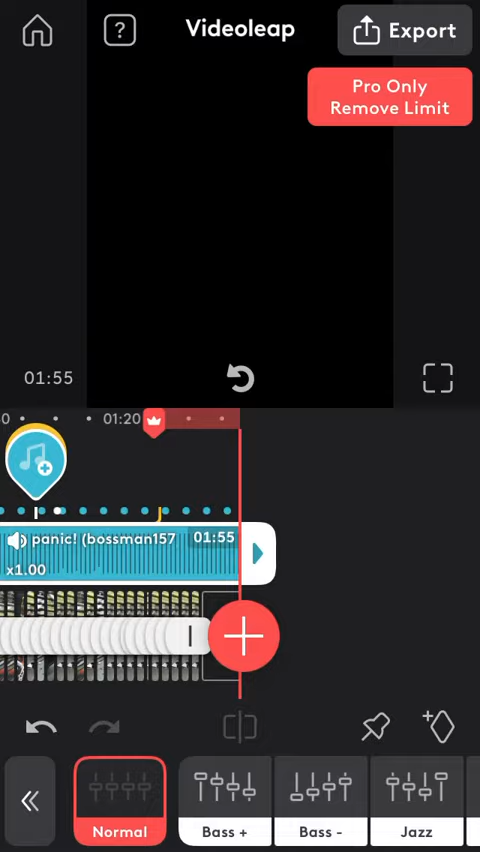 ?
Videoleap
Export
Pro Only
Remove Limit
01:55
01:20
panic! (bossman157
01:55
x1.00
Normal
Bass +
Bass -
Jazz